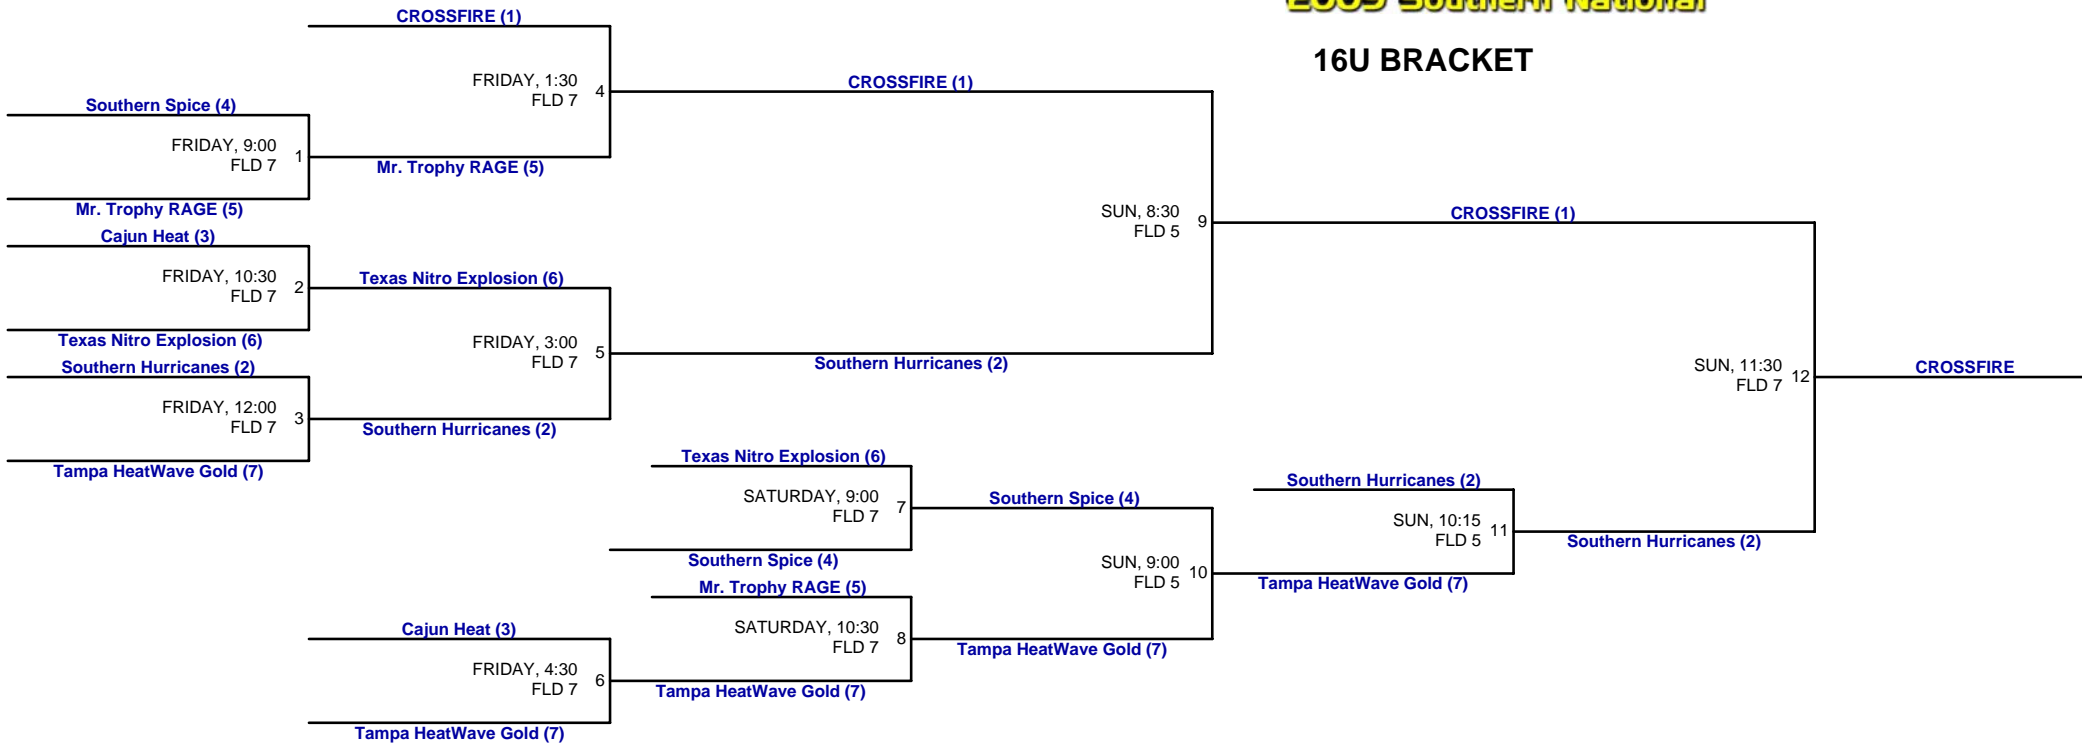 2009 Southern National
16U BRACKET
CROSSFIRE (1)
FRIDAY, 1:30
FLD 7
4
CROSSFIRE (1)
Southern Spice (4)
FRIDAY, 9:00
FLD 7
1
Mr. Trophy RAGE (5)
Mr. Trophy RAGE (5)
SUN, 8:30
FLD 5
9
CROSSFIRE (1)
Cajun Heat (3)
FRIDAY, 10:30
FLD 7
2
Texas Nitro Explosion (6)
Texas Nitro Explosion (6)
FRIDAY, 3:00
FLD 7
5
Southern Hurricanes (2)
Southern Hurricanes (2)
FRIDAY, 12:00
FLD 7
3
Southern Hurricanes (2)
Tampa HeatWave Gold (7)
SUN, 11:30
FLD 7
12
CROSSFIRE
Texas Nitro Explosion (6)
SATURDAY, 9:00
FLD 7
7
Southern Spice (4)
Southern Spice (4)
Southern Hurricanes (2)
SUN, 10:15
FLD 5
11
Southern Hurricanes (2)
SUN, 9:00
FLD 5
10
Tampa HeatWave Gold (7)
Mr. Trophy RAGE (5)
SATURDAY, 10:30
FLD 7
8
Tampa HeatWave Gold (7)
Cajun Heat (3)
FRIDAY, 4:30
FLD 7
6
Tampa HeatWave Gold (7)
Tampa HeatWave Gold (7)